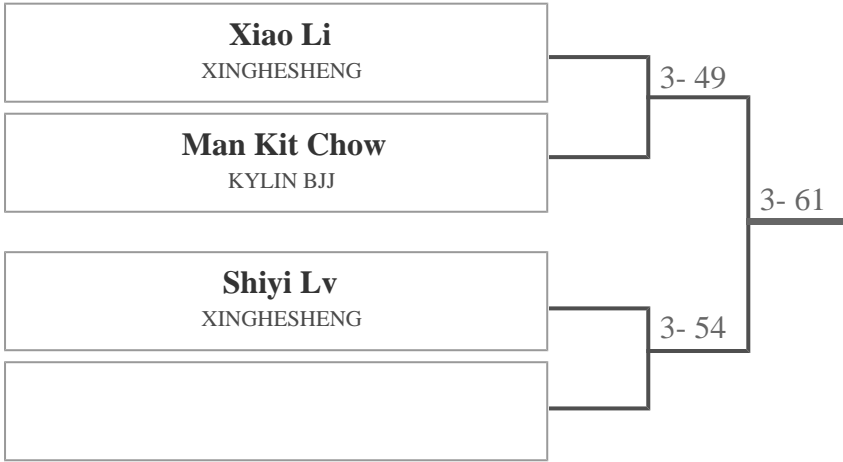 Xiao Li
XINGHESHENG
3- 49
Man Kit Chow
KYLIN BJJ
3- 61
Shiyi Lv
XINGHESHENG
3- 54